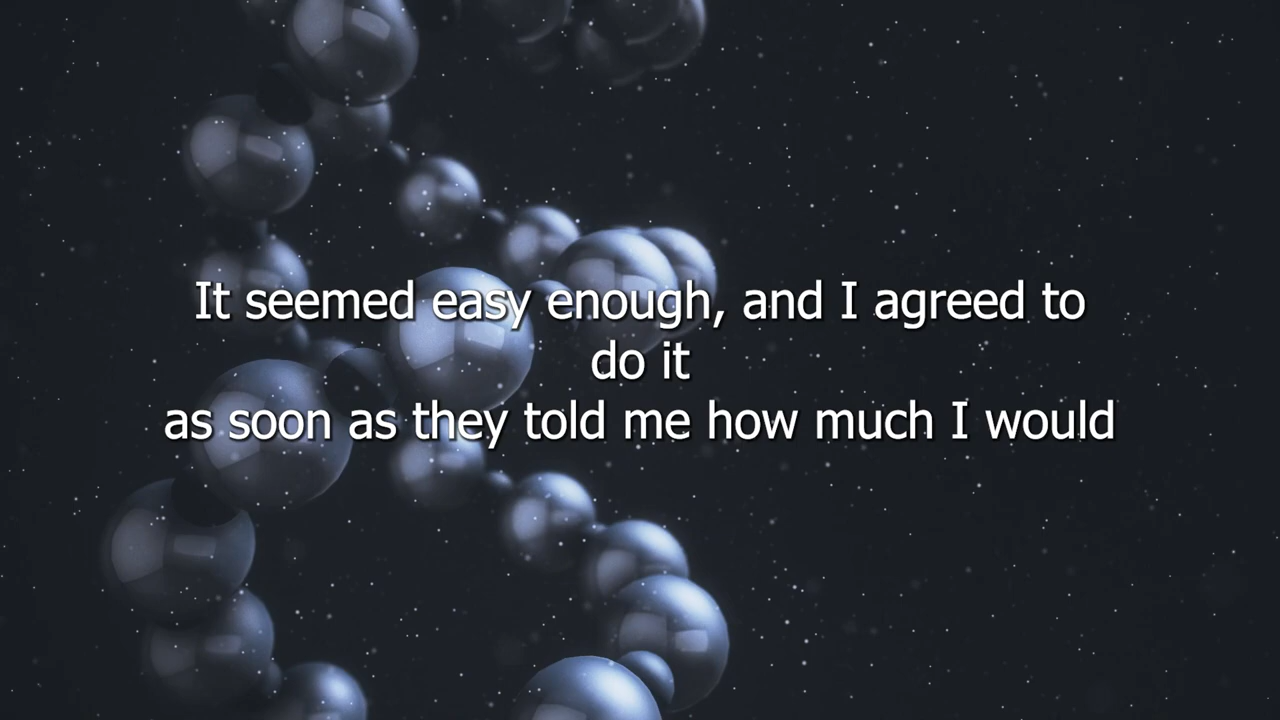 It seemed easy enough, and I agreed to
do it
as soon as they told me how much I would